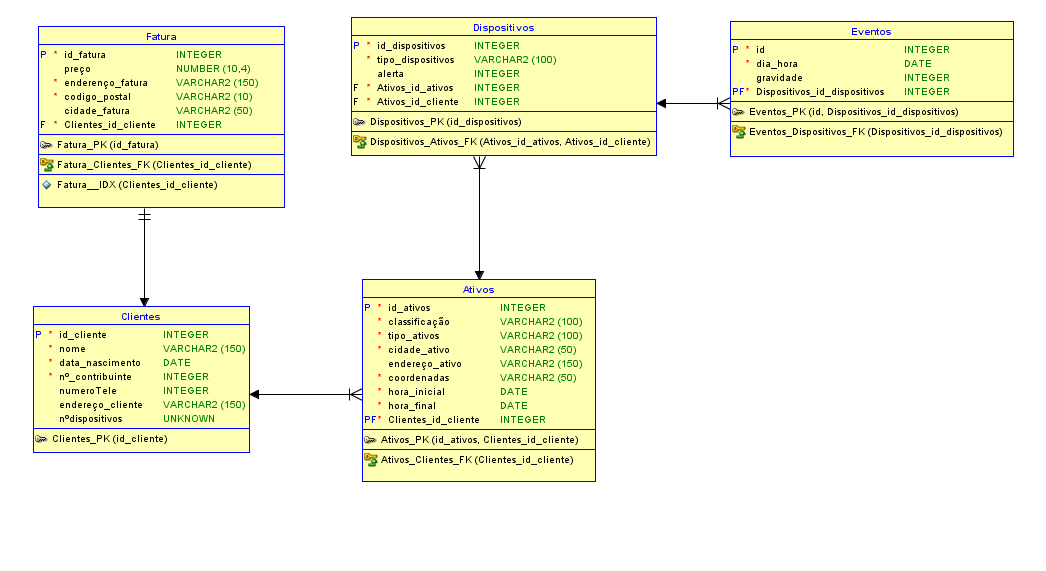 Fatura
P * id_fatura INTEGER
preço NUMBER (10,4)
* enderenço_fatura VARCHAR2 (150)
* codigo_postal VARCHAR2 (10)
cidade_fatura VARCHAR2 (50)
F * Clientes_id_cliente INTEGER
Fatura_PK (id_fatura)
Fatura_Clientes_FK (Clientes_id_cliente)
Fatura__IDX (Clientes_id_cliente)
Dispositivos
P * id_dispositivos INTEGER
* tipo_dispositivos VARCHAR2 (100)
alerta INTEGER
F * Ativos_id_ativos INTEGER
F * Ativos_id_cliente INTEGER
Dispositivos_PK (id_dispositivos)
Dispositivos_Ativos_FK (Ativos_id_ativos, Ativos_id_cliente)
Eventos
P * id INTEGER
* dia_hora DATE
gravidade INTEGER
PF* Dispositivos_id_dispositivos INTEGER
Eventos_PK (id, Dispositivos_id_dispositivos)
Eventos_Dispositivos_FK (Dispositivos_id_dispositivos)
Clientes
P * id_cliente INTEGER
* nome VARCHAR2 (150)
* data_nascimento DATE
* nº_contribuinte INTEGER
numeroTele INTEGER
endereço_cliente VARCHAR2 (150)
nºdispositivos UNKNOWN
Clientes_PK (id_cliente)
Ativos
P * id_ativos INTEGER
* classificação VARCHAR2 (100)
* tipo_ativos VARCHAR2 (100)
* cidade_ativo VARCHAR2 (50)
endereço_ativo VARCHAR2 (150)
* coordenadas VARCHAR2 (50)
* hora_inicial DATE
* hora_final DATE
PF* Clientes_id_cliente INTEGER
Ativos_PK (id_ativos, Clientes_id_cliente)
Ativos_Clientes_FK (Clientes_id_cliente)